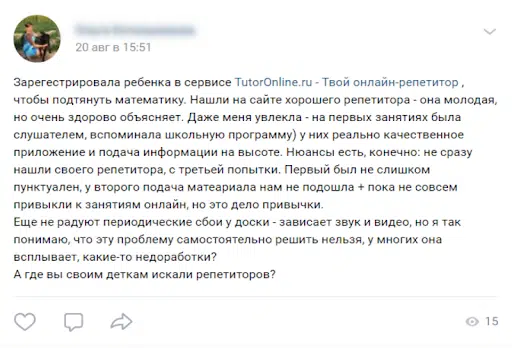 20 авг в 15:51
Зарегестрировала ребенка в сервисе TutorOnline.ru - Твой онлайн-репетитор ,
чтобы подтянуть математику. Нашли на сайте хорошего репетитора - она молодая,
но очень здорово объясняет. Даже меня увлекла - на первых занятиях была
слушателем, вспоминала школьную программу) у них реально качественное
приложение и подача информации на высоте. Нюансы есть, конечно: не сразу
нашли своего репетитора, с третьей попытки. Первый был не слишком
пунктуален, у второго подача матеариала нам не подошла + пока не совсем
привыкли к занятиям онлайн, но это дело привычки.
Еще не радуют периодические сбои у доски - зависает звук и видео, но я так
понимаю, что эту проблему самостоятельно решить нельзя, у многих она
всплывает, какие-то недоработки?
А где вы своим деткам искали репетиторов?
15